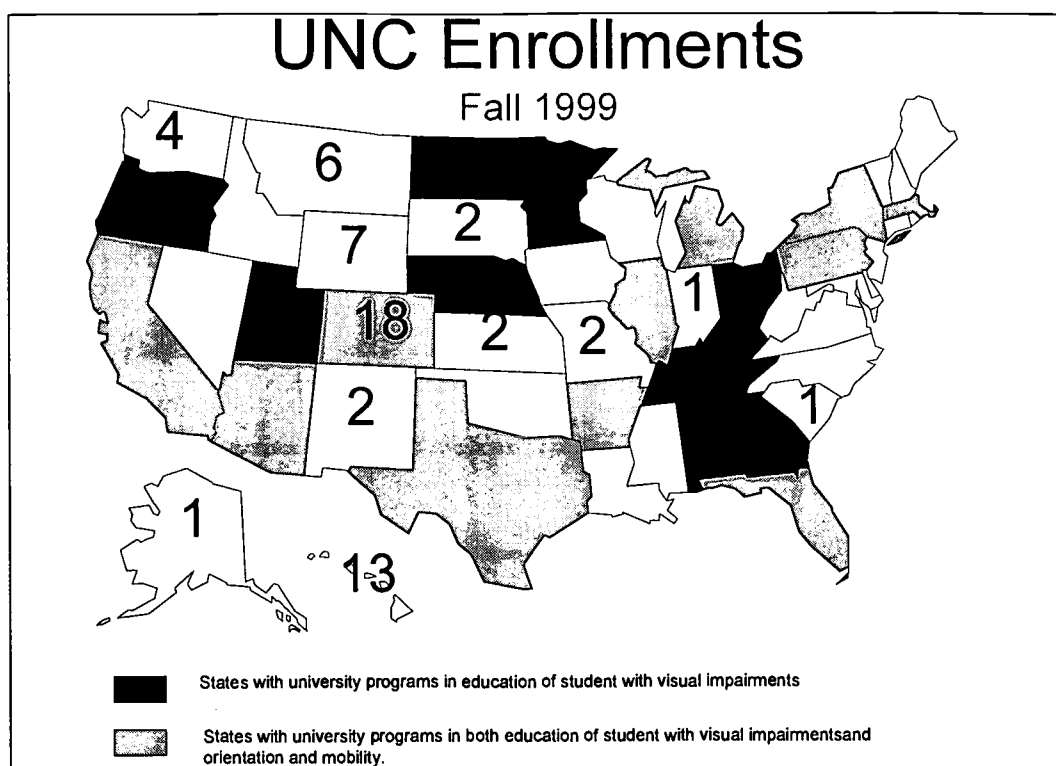 UNC Enrollments
Fall 1999
4
6
2
7
1
18
2
2
2
1
1
13
States with university programs in education of student with visual impairments
States with university programs in both education of student with visual impairmentsand
orientation and mobility.